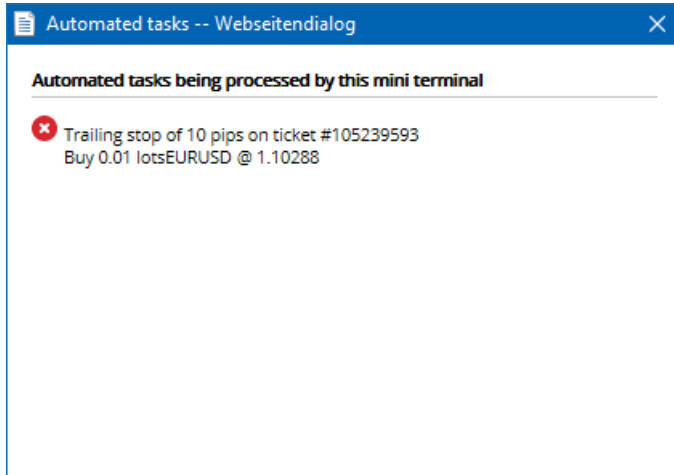 Automated tasks -- Webseitendialog
Automated tasks being processed by this mini terminal
Trailing stop of 10 pips on ticket #105239593
Buy 0.01 lotsEURUSD @ 1.10288